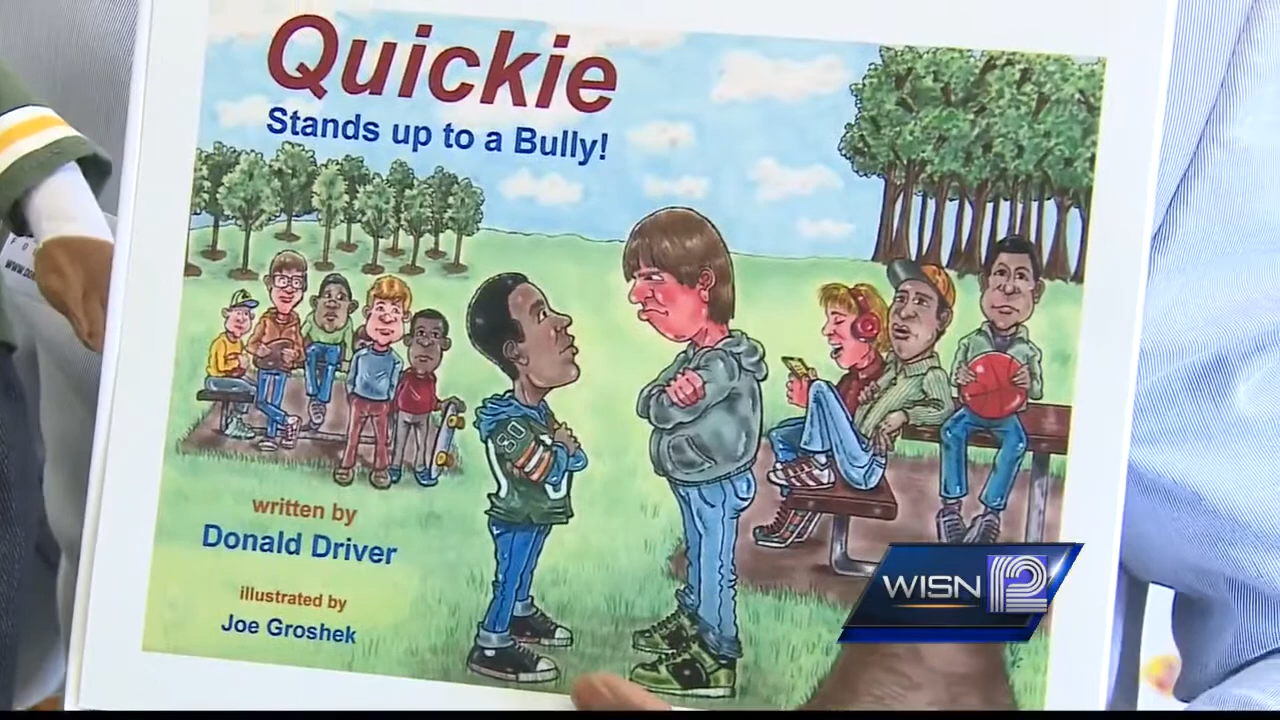 Quickie
Stands up to a Bully!
80
written by
Donald Driver
illustrated by
Joe Groshek
WISN 12